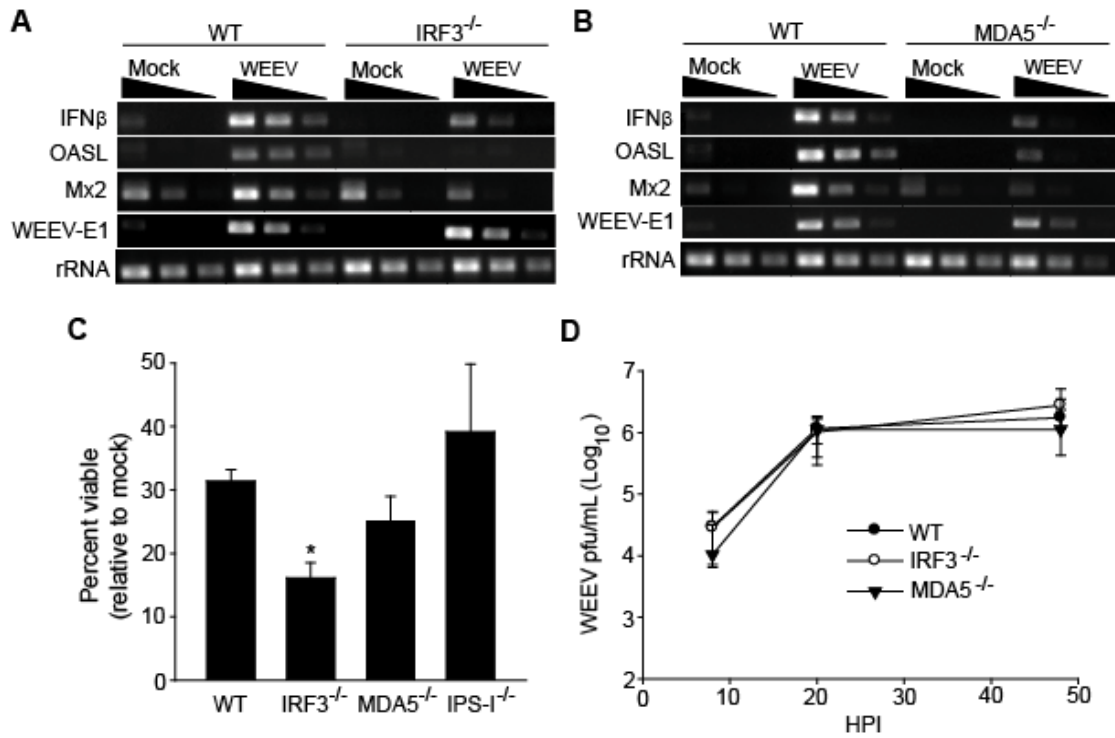 A
WT IRF3-/-
Mock WEEV Mock WEEV
IFNβ
OASL
Mx2
WEEV-E1
rRNA
B
WT MDA5-/-
Mock WEEV Mock WEEV
IFNβ
OASL
Mx2
WEEV-E1
rRNA
C
Percent viable
(relative to mock)
50
40
30
20
10
0
*
WT IRF3-/- MDA5-/- IPS-I-/-
D
WEEV pfu/mL (Log10)
7
6
5
4
3
2
WT
IRF3-/-
MDA5-/-
0 10 20 30 40 50
HPI